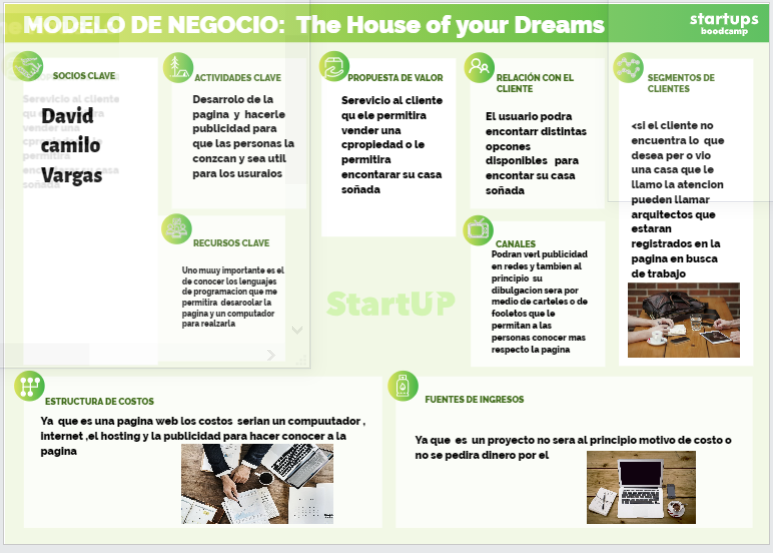 MODELO DE NEGOCIO: The House of your Dreams
startups
boodcamp
SOCIOS CLAVE
Serevicio al cliente
qu e
vender una
permitira
soñada
David
camilo
Vargas
ACTIVIDADES CLAVE
Desarrolo de la
pagina y hacerle
publicidad para
que las personas la
conzcan y sea util
para los usuraios
RECURSOS CLAVE
Uno muuy importante es el
de conocer los lenguajes
de programacion que me
permitira desaroolar la
pagina y un computador
para realzarla
PROPUESTA DE VALOR
Serevicio al cliente
qu ele permitira
vender una
cpropiedad o le
permitira
encontarar su casa
soñada
StartUP
RELACIÓN CON EL
CLIENTE
El usuario podra
encontarr distintas
opcones
disponibles para
encontar su casa
soñada
CANALES
Podran verl publicidad
en redes y tambien al
principio su
dibulgacion sera por
medio de carteles o de
fooletos que le
permitan a las
personas conocer mas
respecto la pagina
SEGMENTOS DE
CLIENTES
<si el cliente no
encuentra lo que
desea per o vio
una casa que le
llamo la atencion
pueden llamar
arquitectos que
estaran
registrados en la
pagina en busca
de trabajo
ESTRUCTURA DE COSTOS
Ya que es una pagina web los costos serian un compuutador ,
internet ,el hosting y la publicidad para hacer conocer a la
pagina
FUENTES DE INGRESOS
Ya que es un proyecto no sera al principio motivo de costo o
no se pedira dinero por el